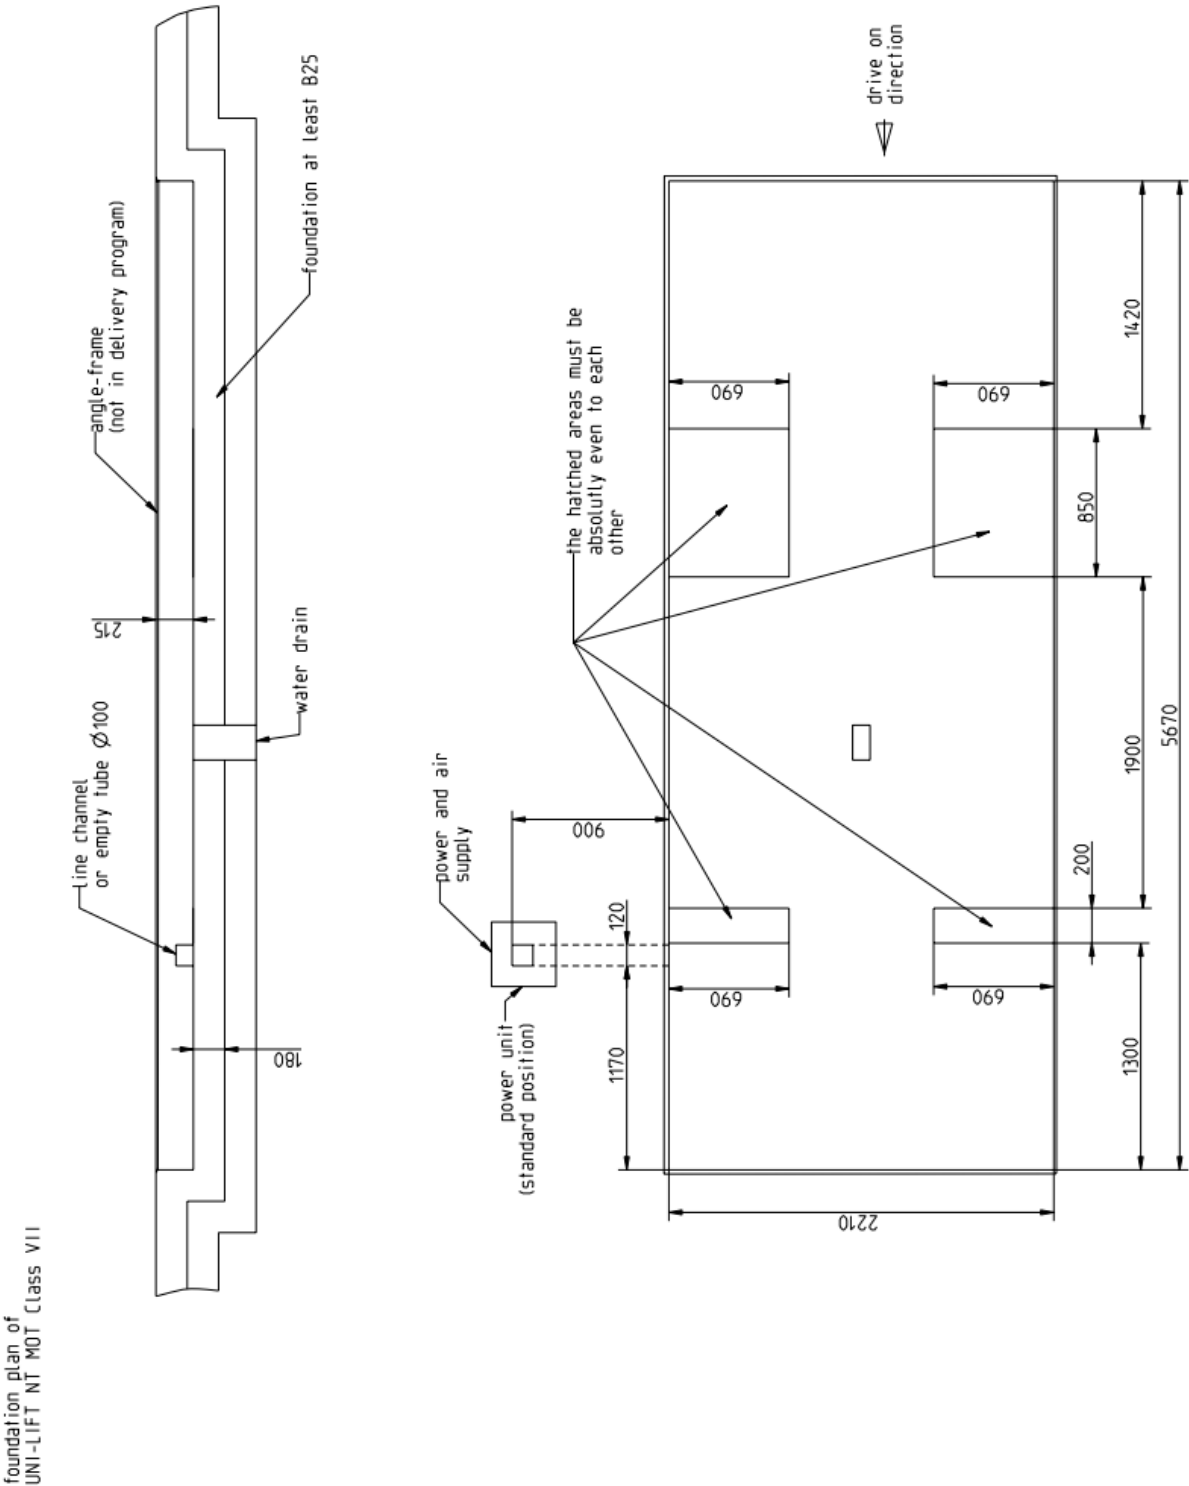 foundation plan of
UNI-LIFT NT MOT Class VII
angle-frame
(not in delivery program)
foundation at least B25
215
line channel
or empty tube Ø100
water drain
180
drive on
direction
the hatched areas must be
absolutly even to each
other
power and air
supply
power unit
(standard position)
900
120
1170
690
690
690
690
1420
850
1900
200
1300
5670
2210